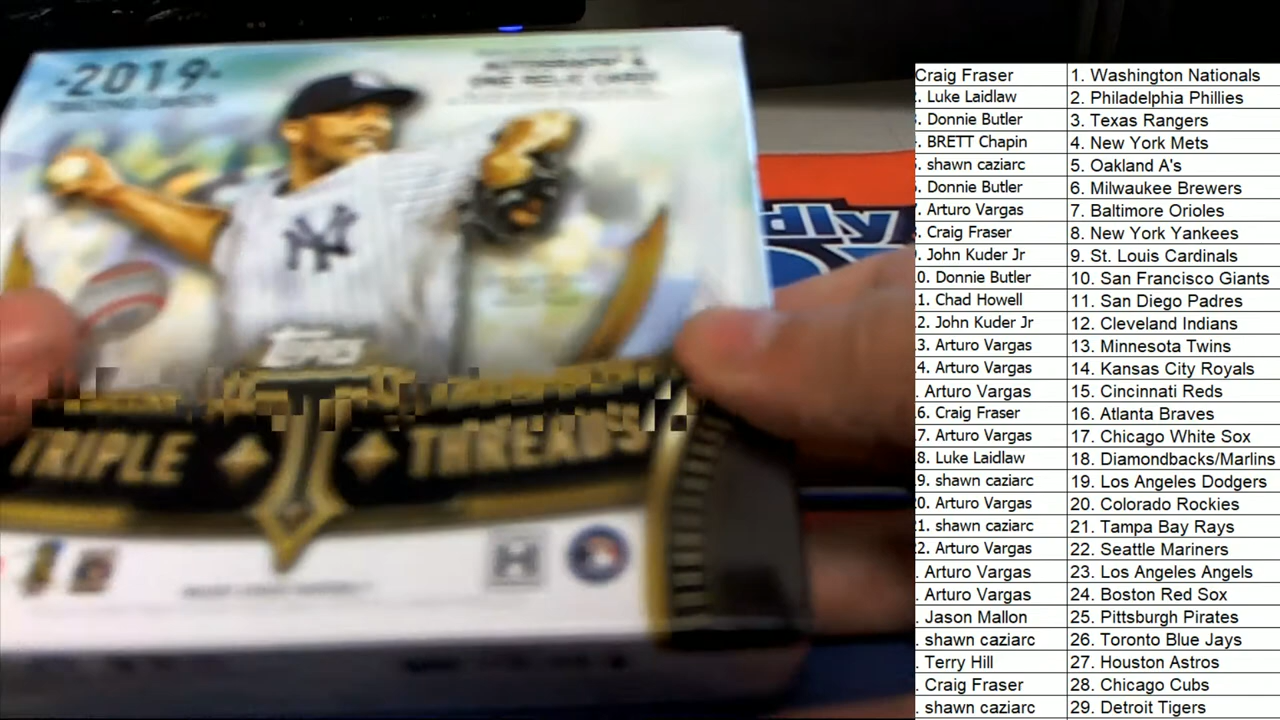 ·2019·
TRADING CARDS
AUTOGRAPH &
ONE RELIC CARDS
NY
Topps
TRIPLE THREADS
dly
Craig Fraser 1. Washington Nationals
. Luke Laidlaw 2. Philadelphia Phillies
. Donnie Butler 3. Texas Rangers
. BRETT Chapin 4. New York Mets
. shawn caziarc 5. Oakland A's
. Donnie Butler 6. Milwaukee Brewers
. Arturo Vargas 7. Baltimore Orioles
. Craig Fraser 8. New York Yankees
. John Kuder Jr 9. St. Louis Cardinals
0. Donnie Butler 10. San Francisco Giants
1. Chad Howell 11. San Diego Padres
2. John Kuder Jr 12. Cleveland Indians
3. Arturo Vargas 13. Minnesota Twins
4. Arturo Vargas 14. Kansas City Royals
Arturo Vargas 15. Cincinnati Reds
6. Craig Fraser 16. Atlanta Braves
7. Arturo Vargas 17. Chicago White Sox
8. Luke Laidlaw 18. Diamondbacks/Marlins
9. shawn caziarc 19. Los Angeles Dodgers
0. Arturo Vargas 20. Colorado Rockies
1. shawn caziarc 21. Tampa Bay Rays
2. Arturo Vargas 22. Seattle Mariners
. Arturo Vargas 23. Los Angeles Angels
. Arturo Vargas 24. Boston Red Sox
. Jason Mallon 25. Pittsburgh Pirates
. shawn caziarc 26. Toronto Blue Jays
. Terry Hill 27. Houston Astros
. Craig Fraser 28. Chicago Cubs
. shawn caziarc 29. Detroit Tigers